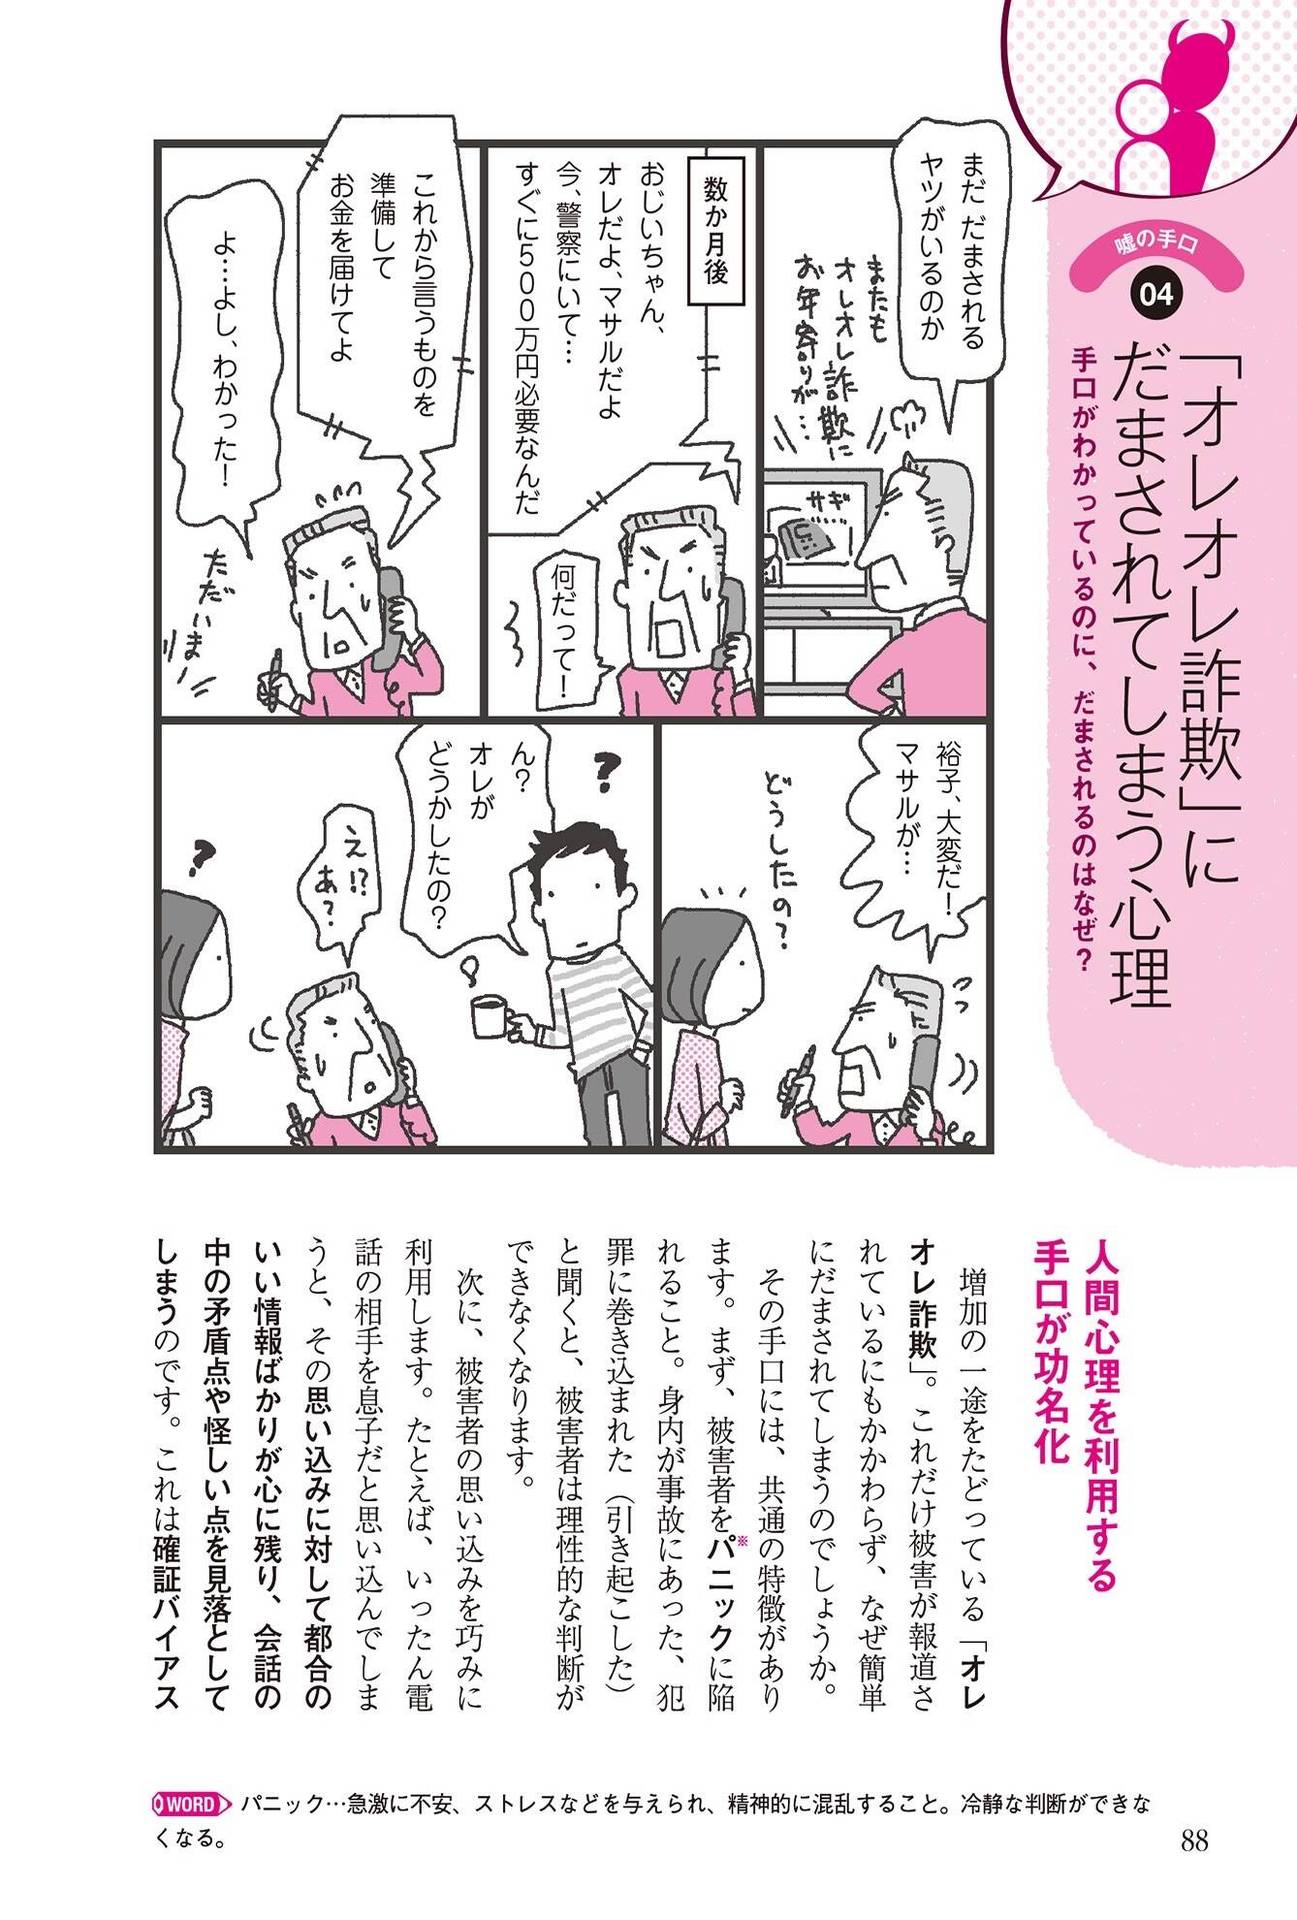 嘘の手口
04
「オレオレ詐欺」に
だまされてしまう心理
手口がわかっているのに、だまされるのはなぜ？
まだ だまされる
ヤツがいるのか
またも
オレオレ詐欺に
お年寄りが…
サギ
数か月後
おじいちゃん、
オレだよ、マサルだよ
今、警察にいて…
すぐに500万円必要なんだ
何だって！
これから言うものを
準備して
お金を届けてよ
よ…よし、わかった！
ただいまー
裕子、大変だ！
マサルが…
どうしたの？
？
ん？
オレが
どうかしたの？
え!?
あ？
？
人間心理を利用する
手口が功名化
増加の一途をたどっている「オレ
オレ詐欺」。これだけ被害が報道さ
れているにもかかわらず、なぜ簡単
にだまされてしまうのでしょうか。
その手口には、共通の特徴があり
ます。まず、被害者をパニック※に陥
れること。身内が事故にあった、犯
罪に巻き込まれた（引き起こした）
と聞くと、被害者は理性的な判断が
できなくなります。
次に、被害者の思い込みを巧みに
利用します。たとえば、いったん電
話の相手を息子だと思い込んでしま
うと、その思い込みに対して都合の
いい情報ばかりが心に残り、会話の
中の矛盾点や怪しい点を見落として
しまうのです。これは確証バイアス
WORD パニック…急激に不安、ストレスなどを与えられ、精神的に混乱すること。冷静な判断ができな
くなる。
88